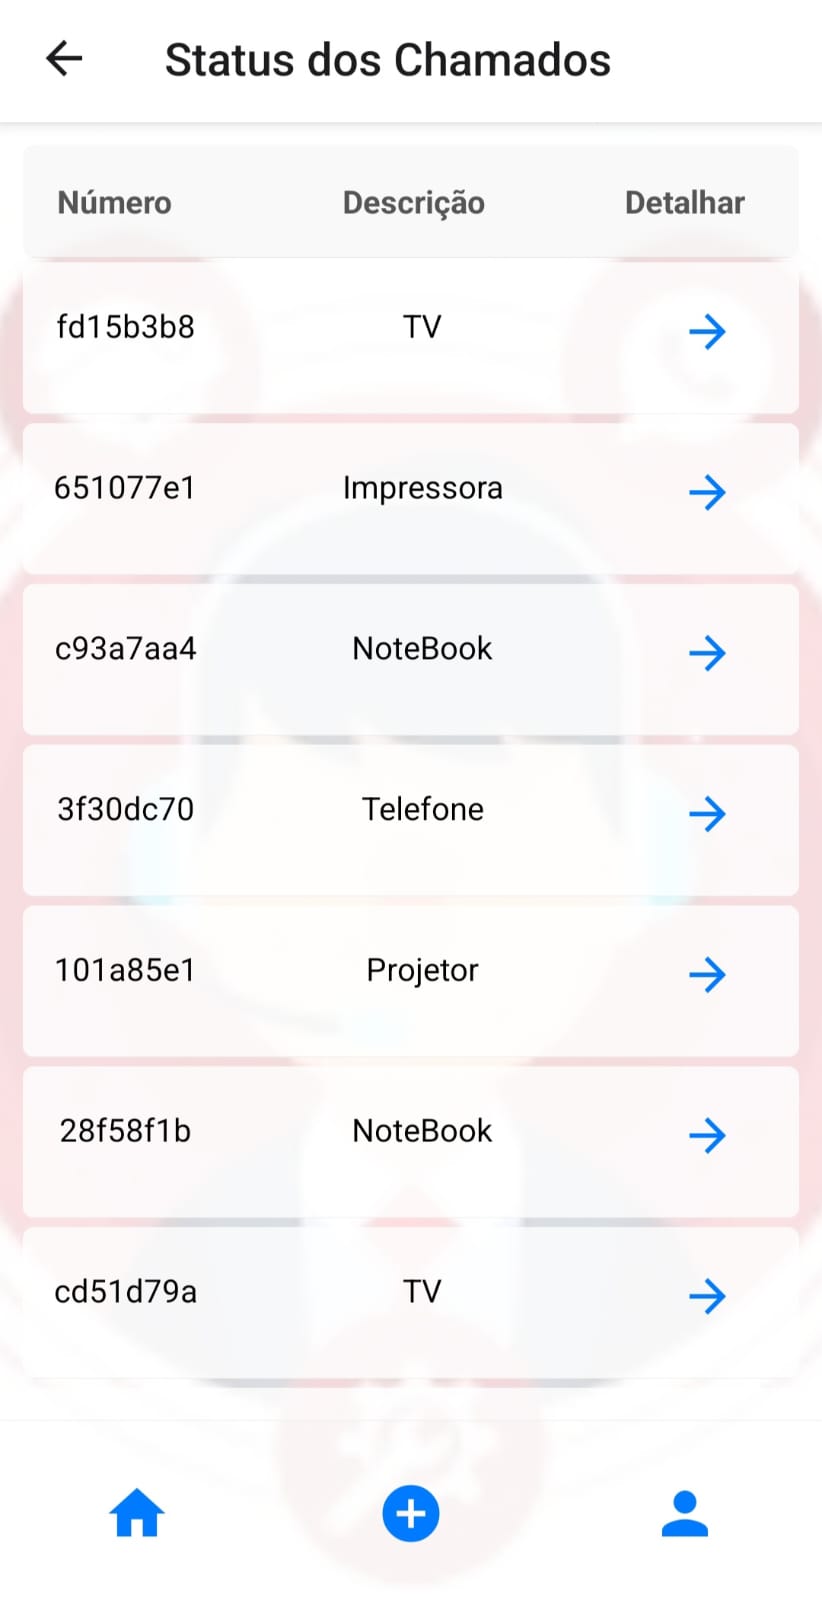 Status dos Chamados
Número Descrição Detalhar
fd15b3b8 TV
651077e1 Impressora
c93a7aa4 NoteBook
3f30dc70 Telefone
101a85e1 Projetor
28f58f1b NoteBook
cd51d79a TV